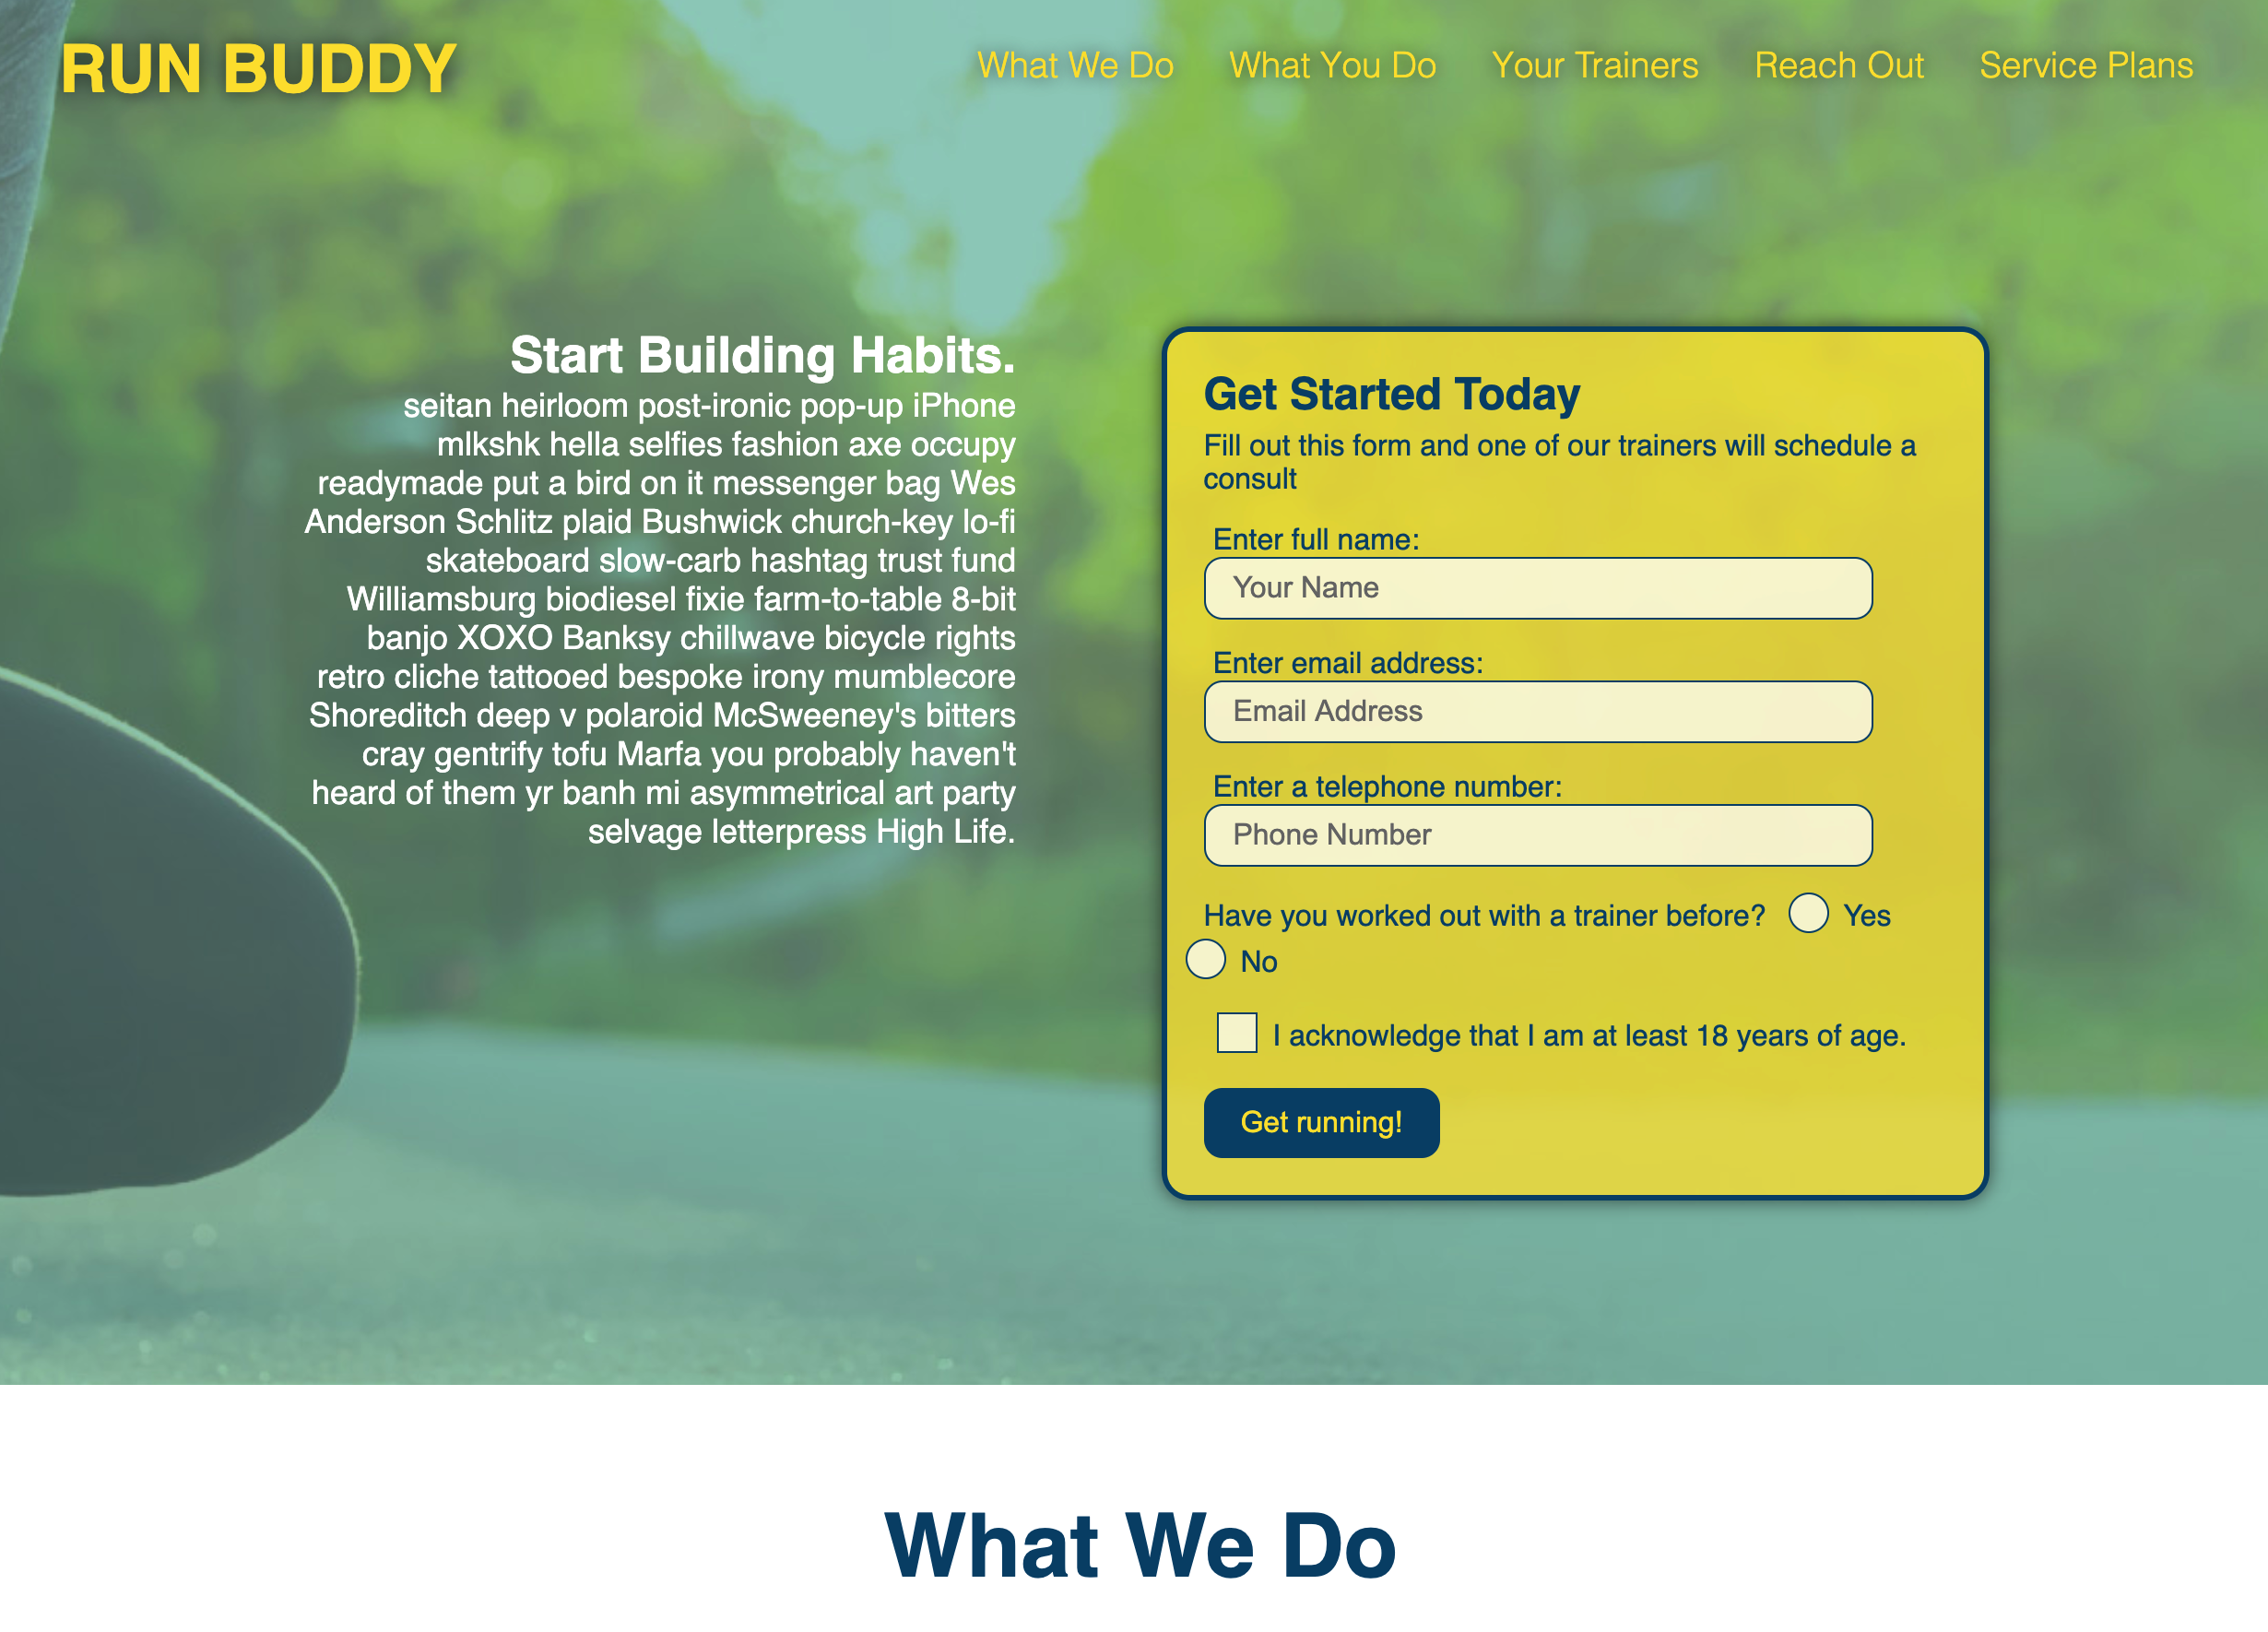 RUN BUDDY
What We Do
What You Do
Your Trainers
Reach Out
Service Plans
Start Building Habits.
seitan heirloom post-ironic pop-up iPhone
mlkshk hella selfies fashion axe occupy
readymade put a bird on it messenger bag Wes
Anderson Schlitz plaid Bushwick church-key lo-fi
skateboard slow-carb hashtag trust fund
Williamsburg biodiesel fixie farm-to-table 8-bit
banjo XOXO Banksy chillwave bicycle rights
retro cliche tattooed bespoke irony mumblecore
Shoreditch deep v polaroid McSweeney's bitters
cray gentrify tofu Marfa you probably haven't
heard of them yr banh mi asymmetrical art party
selvage letterpress High Life.
Get Started Today
Fill out this form and one of our trainers will schedule a
consult
Enter full name:
Your Name
Enter email address:
Email Address
Enter a telephone number:
Phone Number
Have you worked out with a trainer before? Yes
No
I acknowledge that I am at least 18 years of age.
Get running!
What We Do